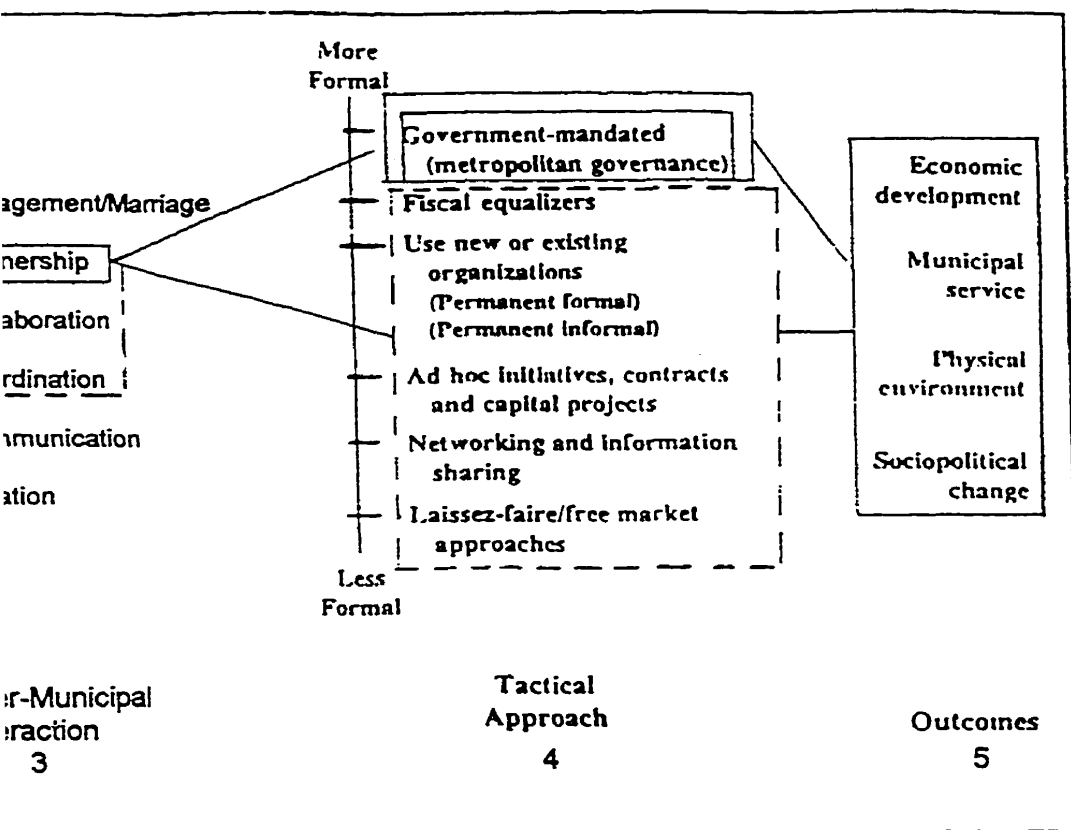 More
Formal
Government-mandated
(metropolitan governance)
Fiscal equalizers
Use new or existing
organizations
(Permanent formal)
(Permanent informal)
Ad hoc initiatives, contracts
and capital projects
Networking and information
sharing
Laissez-faire/free market
approaches
Less
Formal
agement/Marriage
nership
aboration
rdination
munication
ation
Economic
development
Municipal
service
Physical
environment
Sociopolitical
change
r-Municipal
eraction
3
Tactical
Approach
4
Outcomes
5